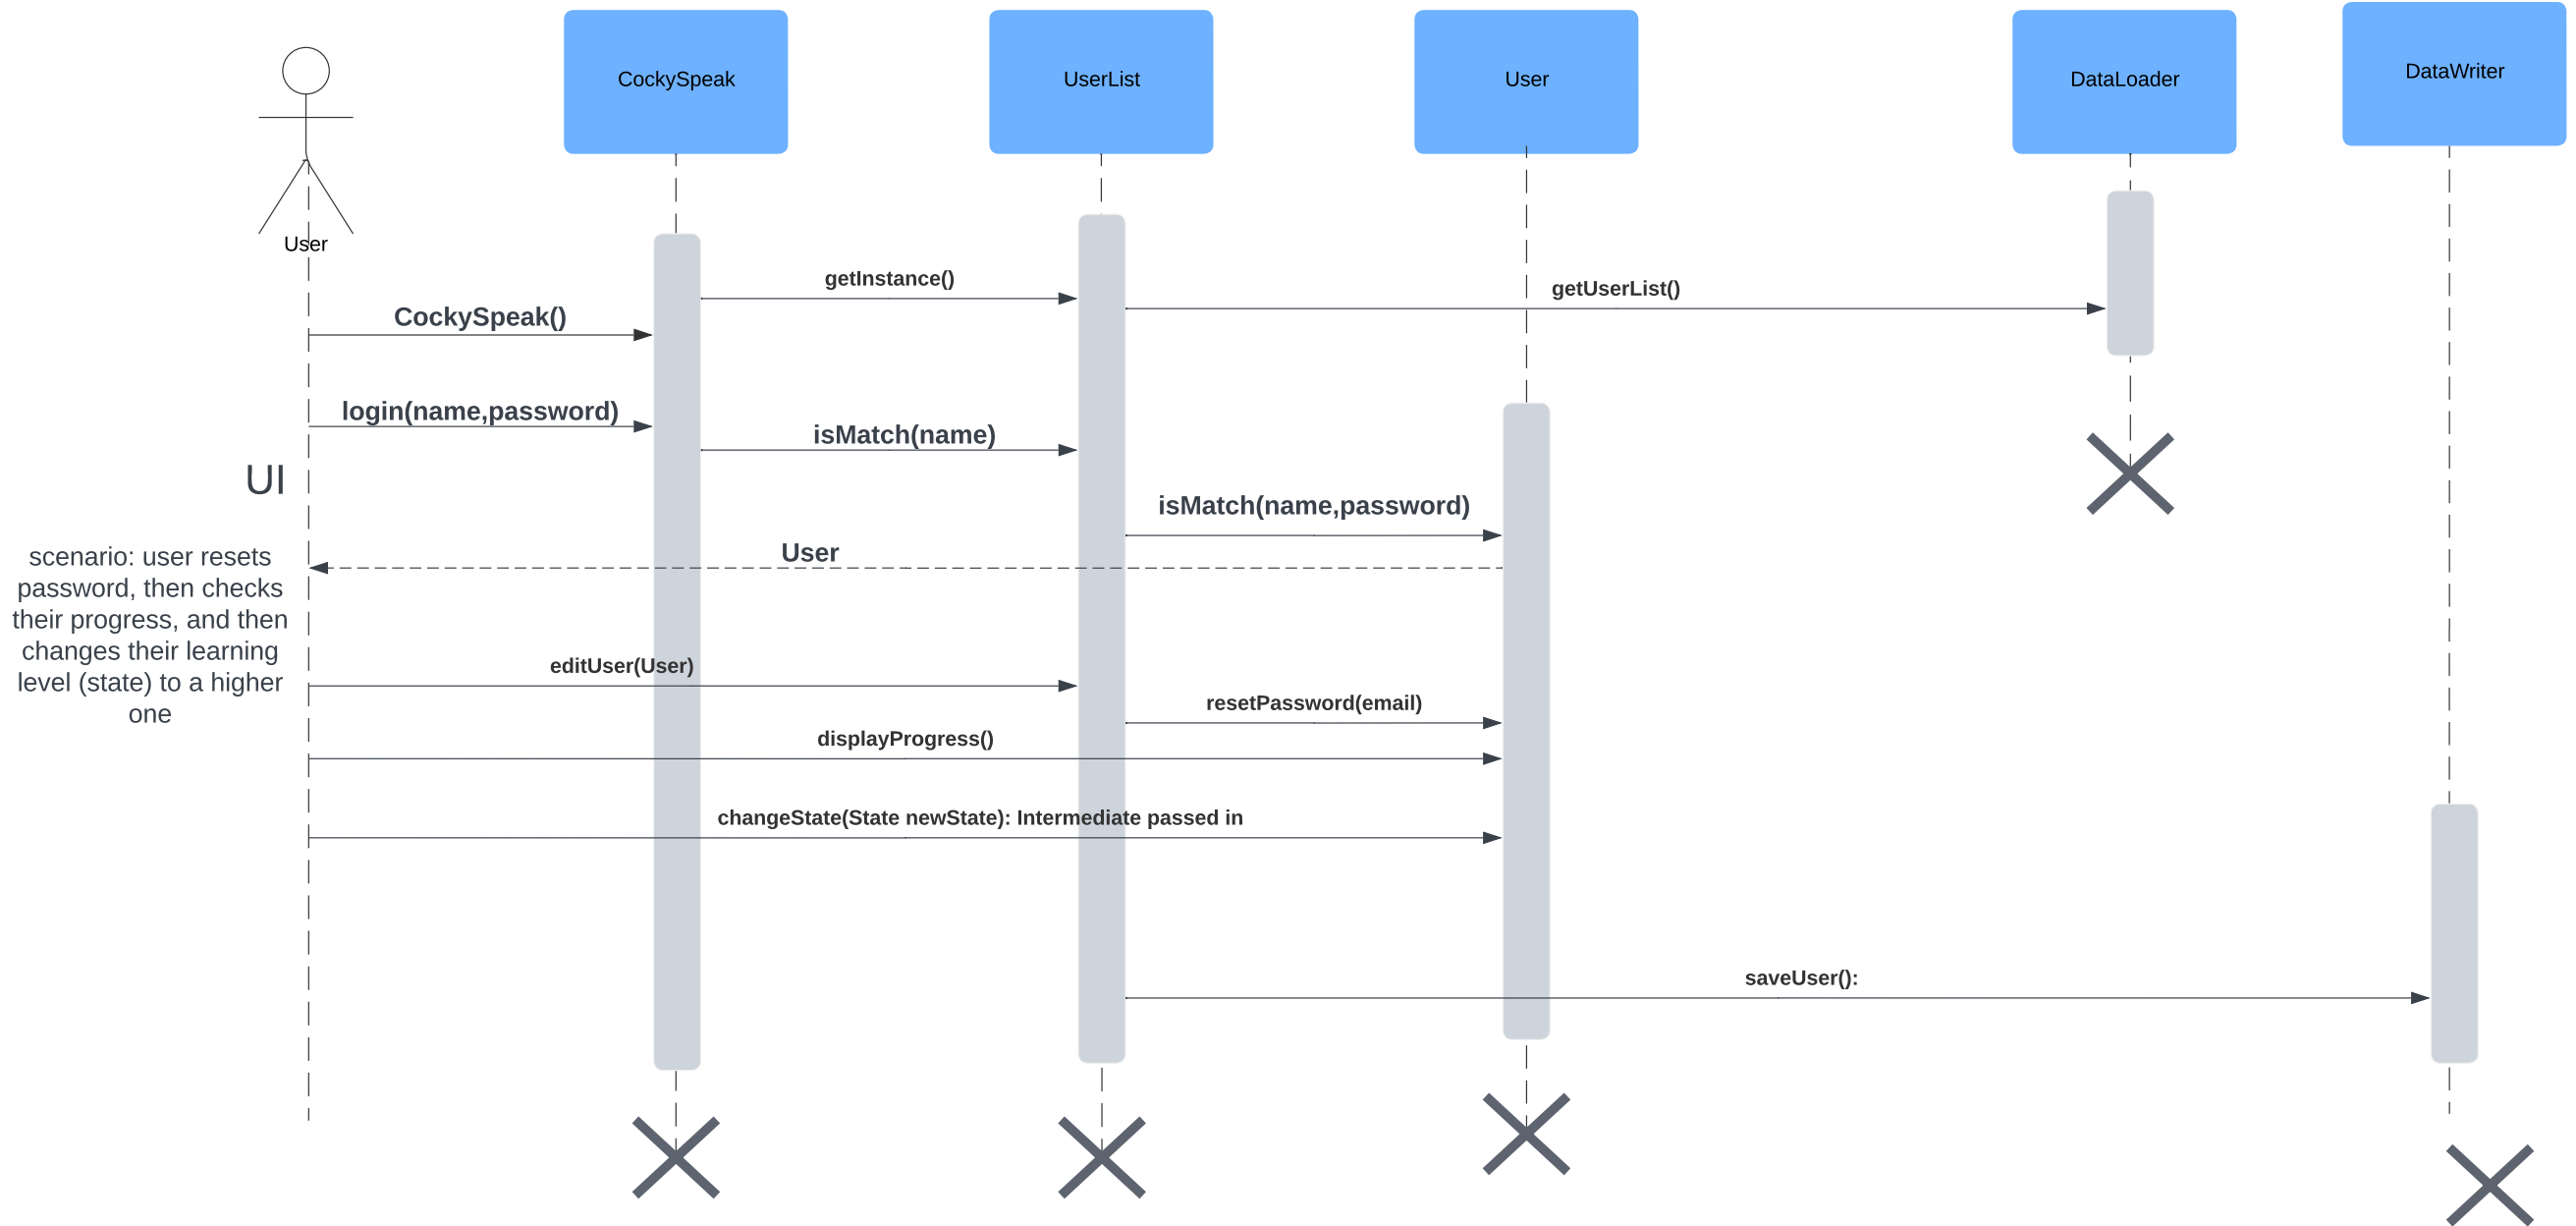 CockySpeak
UserList
User
DataLoader
DataWriter
User
getInstance()
getUserList()
CockySpeak()
login(name,password)
isMatch(name)
UI
isMatch(name,password)
User
scenario: user resets
password, then checks
their progress, and then
changes their learning
level (state) to a higher
one
editUser(User)
resetPassword(email)
displayProgress()
changeState(State newState): Intermediate passed in
saveUser():